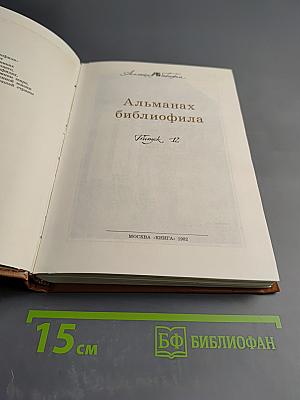 Альманах библиофила
Альманах
библиофила
Выпуск 12
МОСКВА «КНИГА» 1982
15 см
БФ БИБЛИОФАН